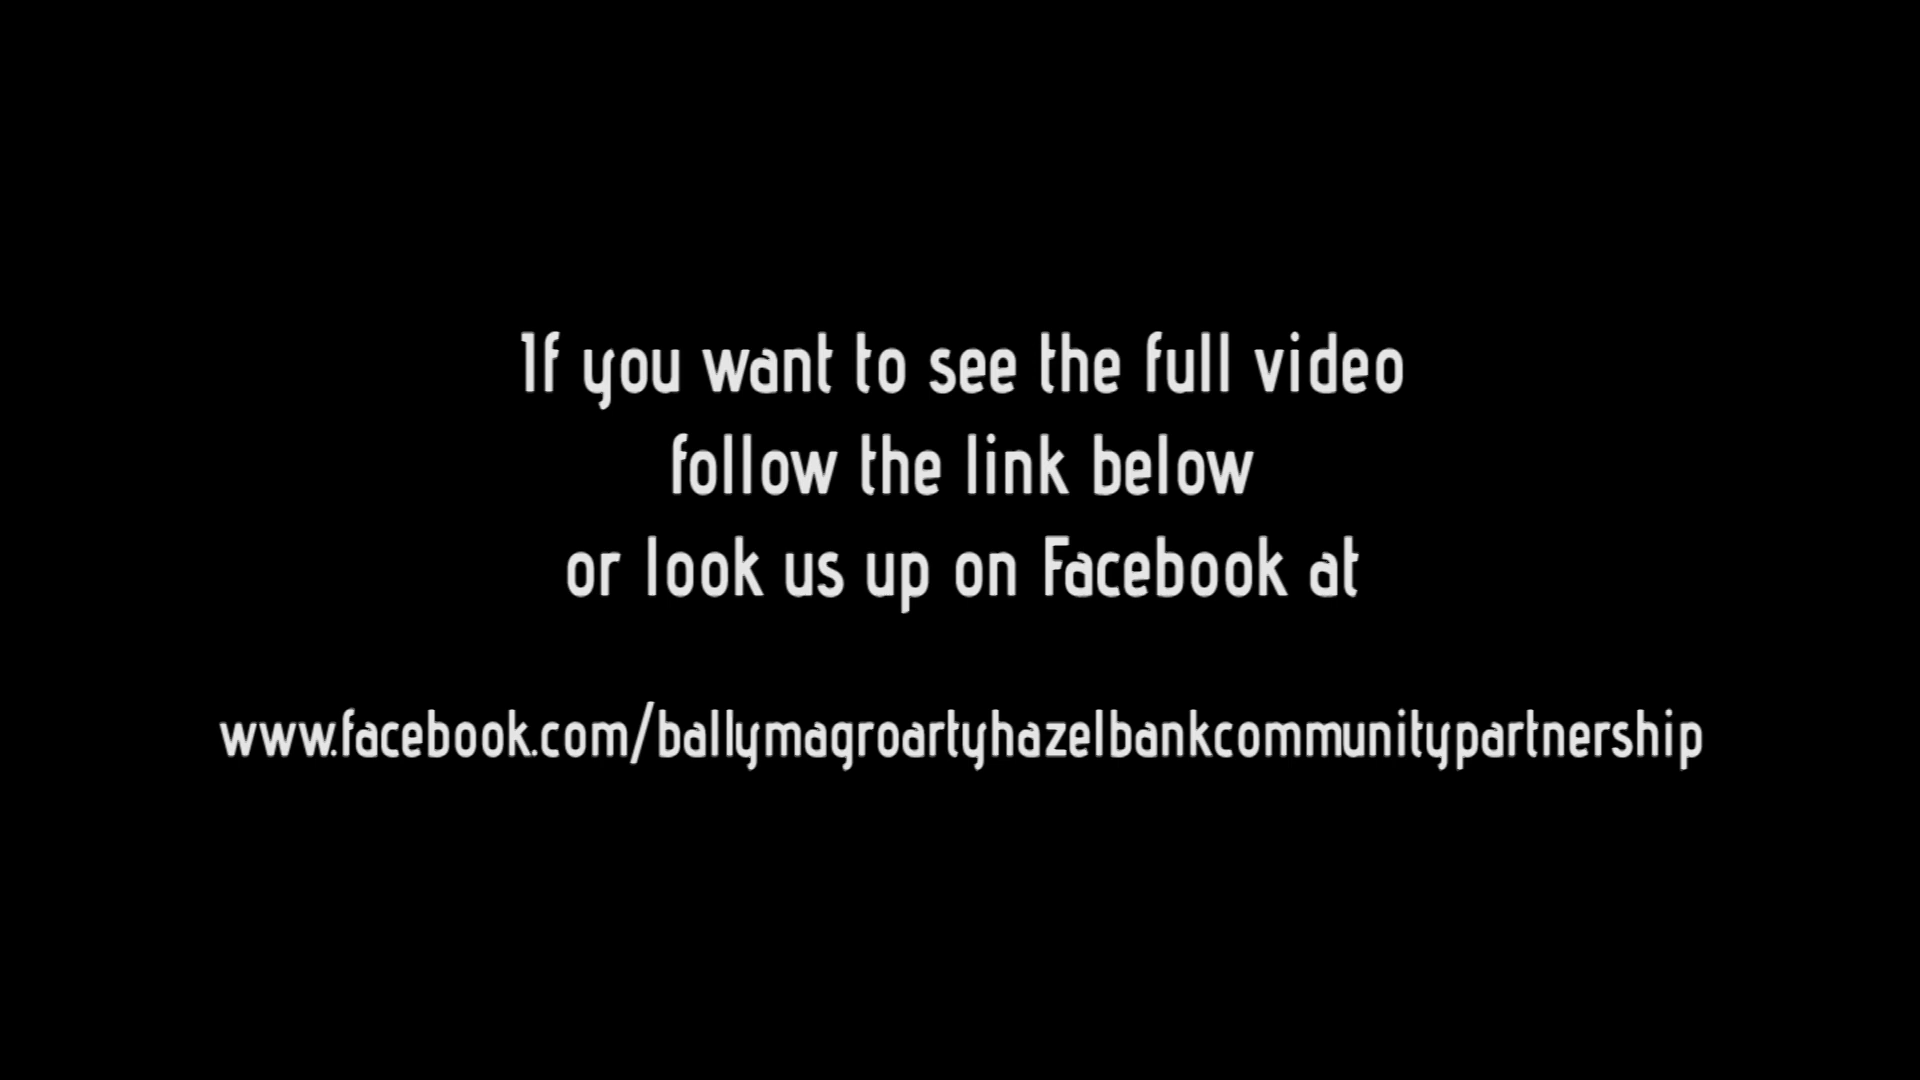 If you want to see the full video
follow the link below
or look us up on Facebook at
www.facebook.com/ballymagroartyhazelbankcommunitypartnership